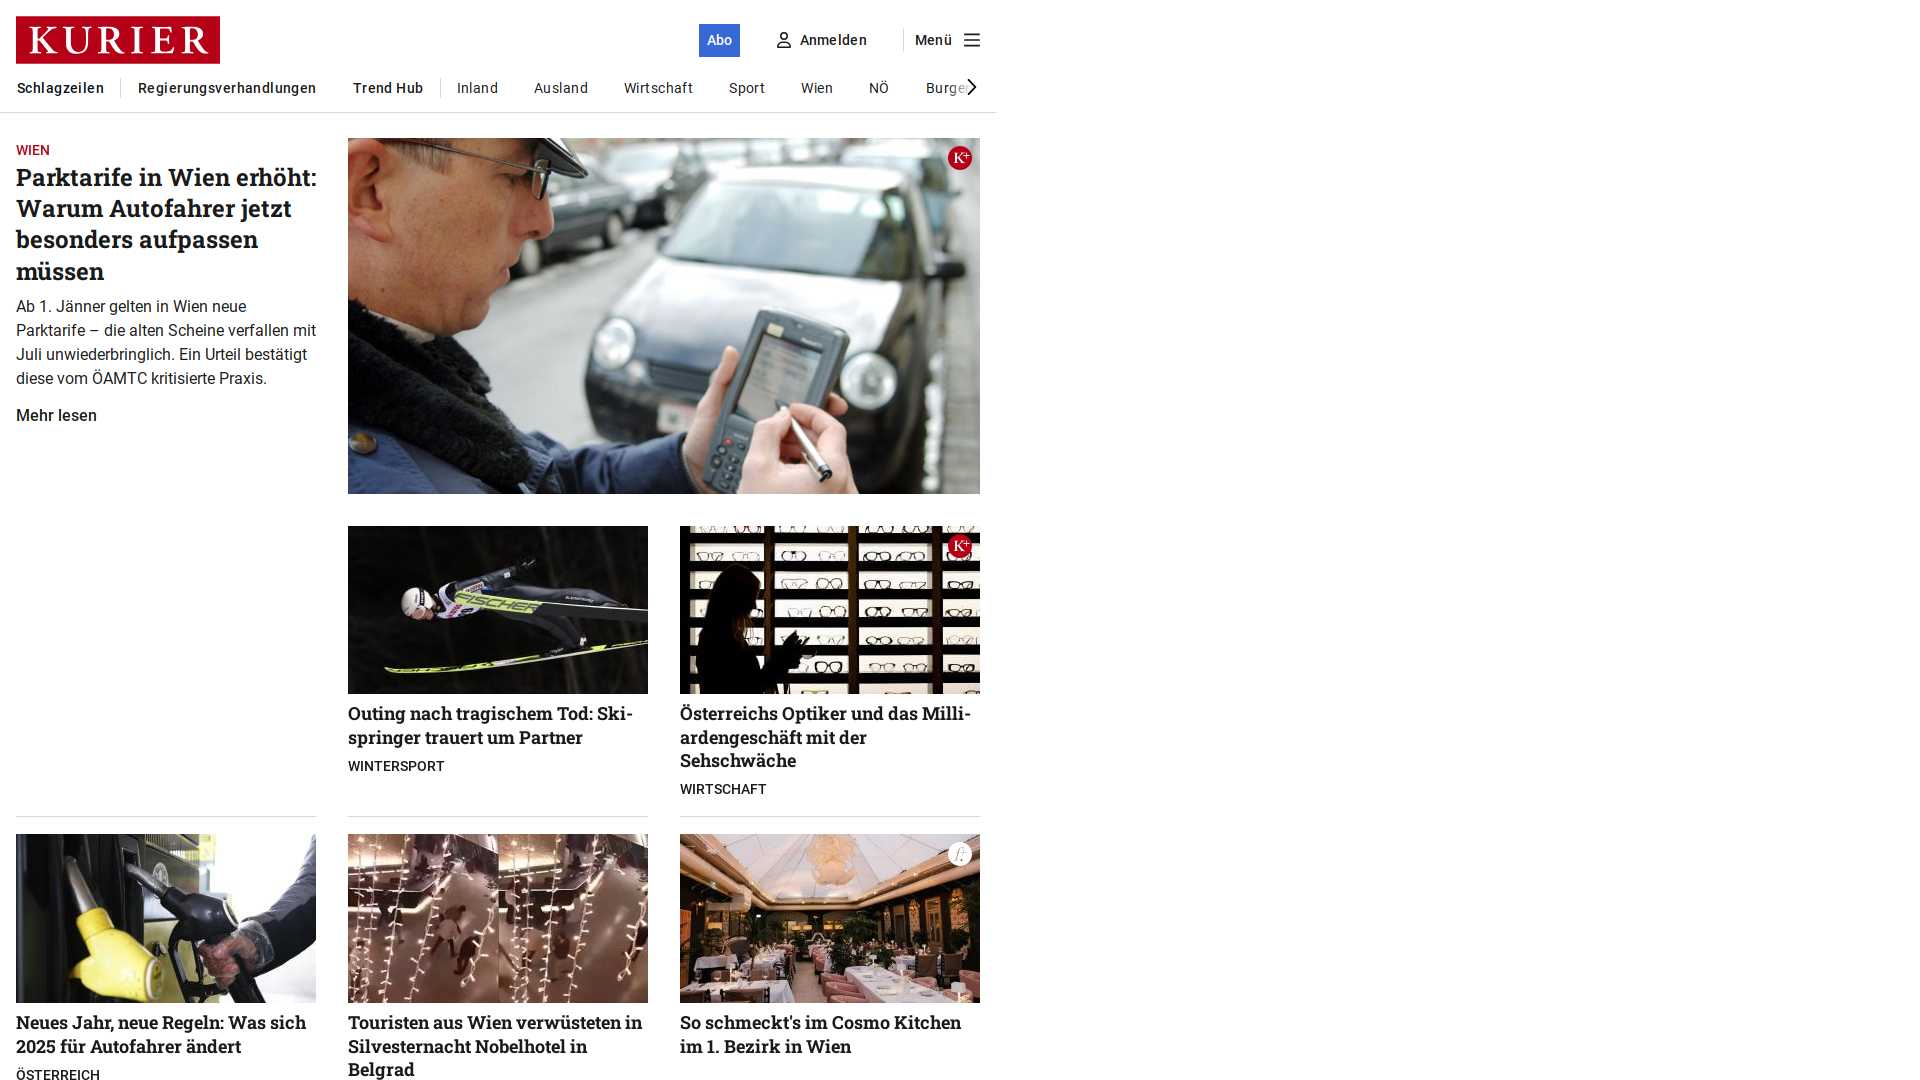 KURIER
Abo
Anmelden
Menü
Schlagzeilen
Regierungsverhandlungen
Trend Hub
Inland
Ausland
Wirtschaft
Sport
Wien
NÖ
WIEN
Parktarife in Wien erhöht:
Warum Autofahrer jetzt
besonders aufpassen
müssen
Ab 1. Jänner gelten in Wien neue
Parktarife – die alten Scheine verfallen mit
Juli unwiederbringlich. Ein Urteil bestätigt
diese vom ÖAMTC kritisierte Praxis.
Mehr lesen
K+
FISCHER
K+
Outing nach tragischem Tod: Ski-
springer trauert um Partner
WINTERSPORT
Österreichs Optiker und das Milli-
ardengeschäft mit der
Sehschwäche
WIRTSCHAFT
f+
Neues Jahr, neue Regeln: Was sich
2025 für Autofahrer ändert
ÖSTERREICH
Touristen aus Wien verwüsteten in
Silvesternacht Nobelhotel in
Belgrad
So schmeckt's im Cosmo Kitchen
im 1. Bezirk in Wien